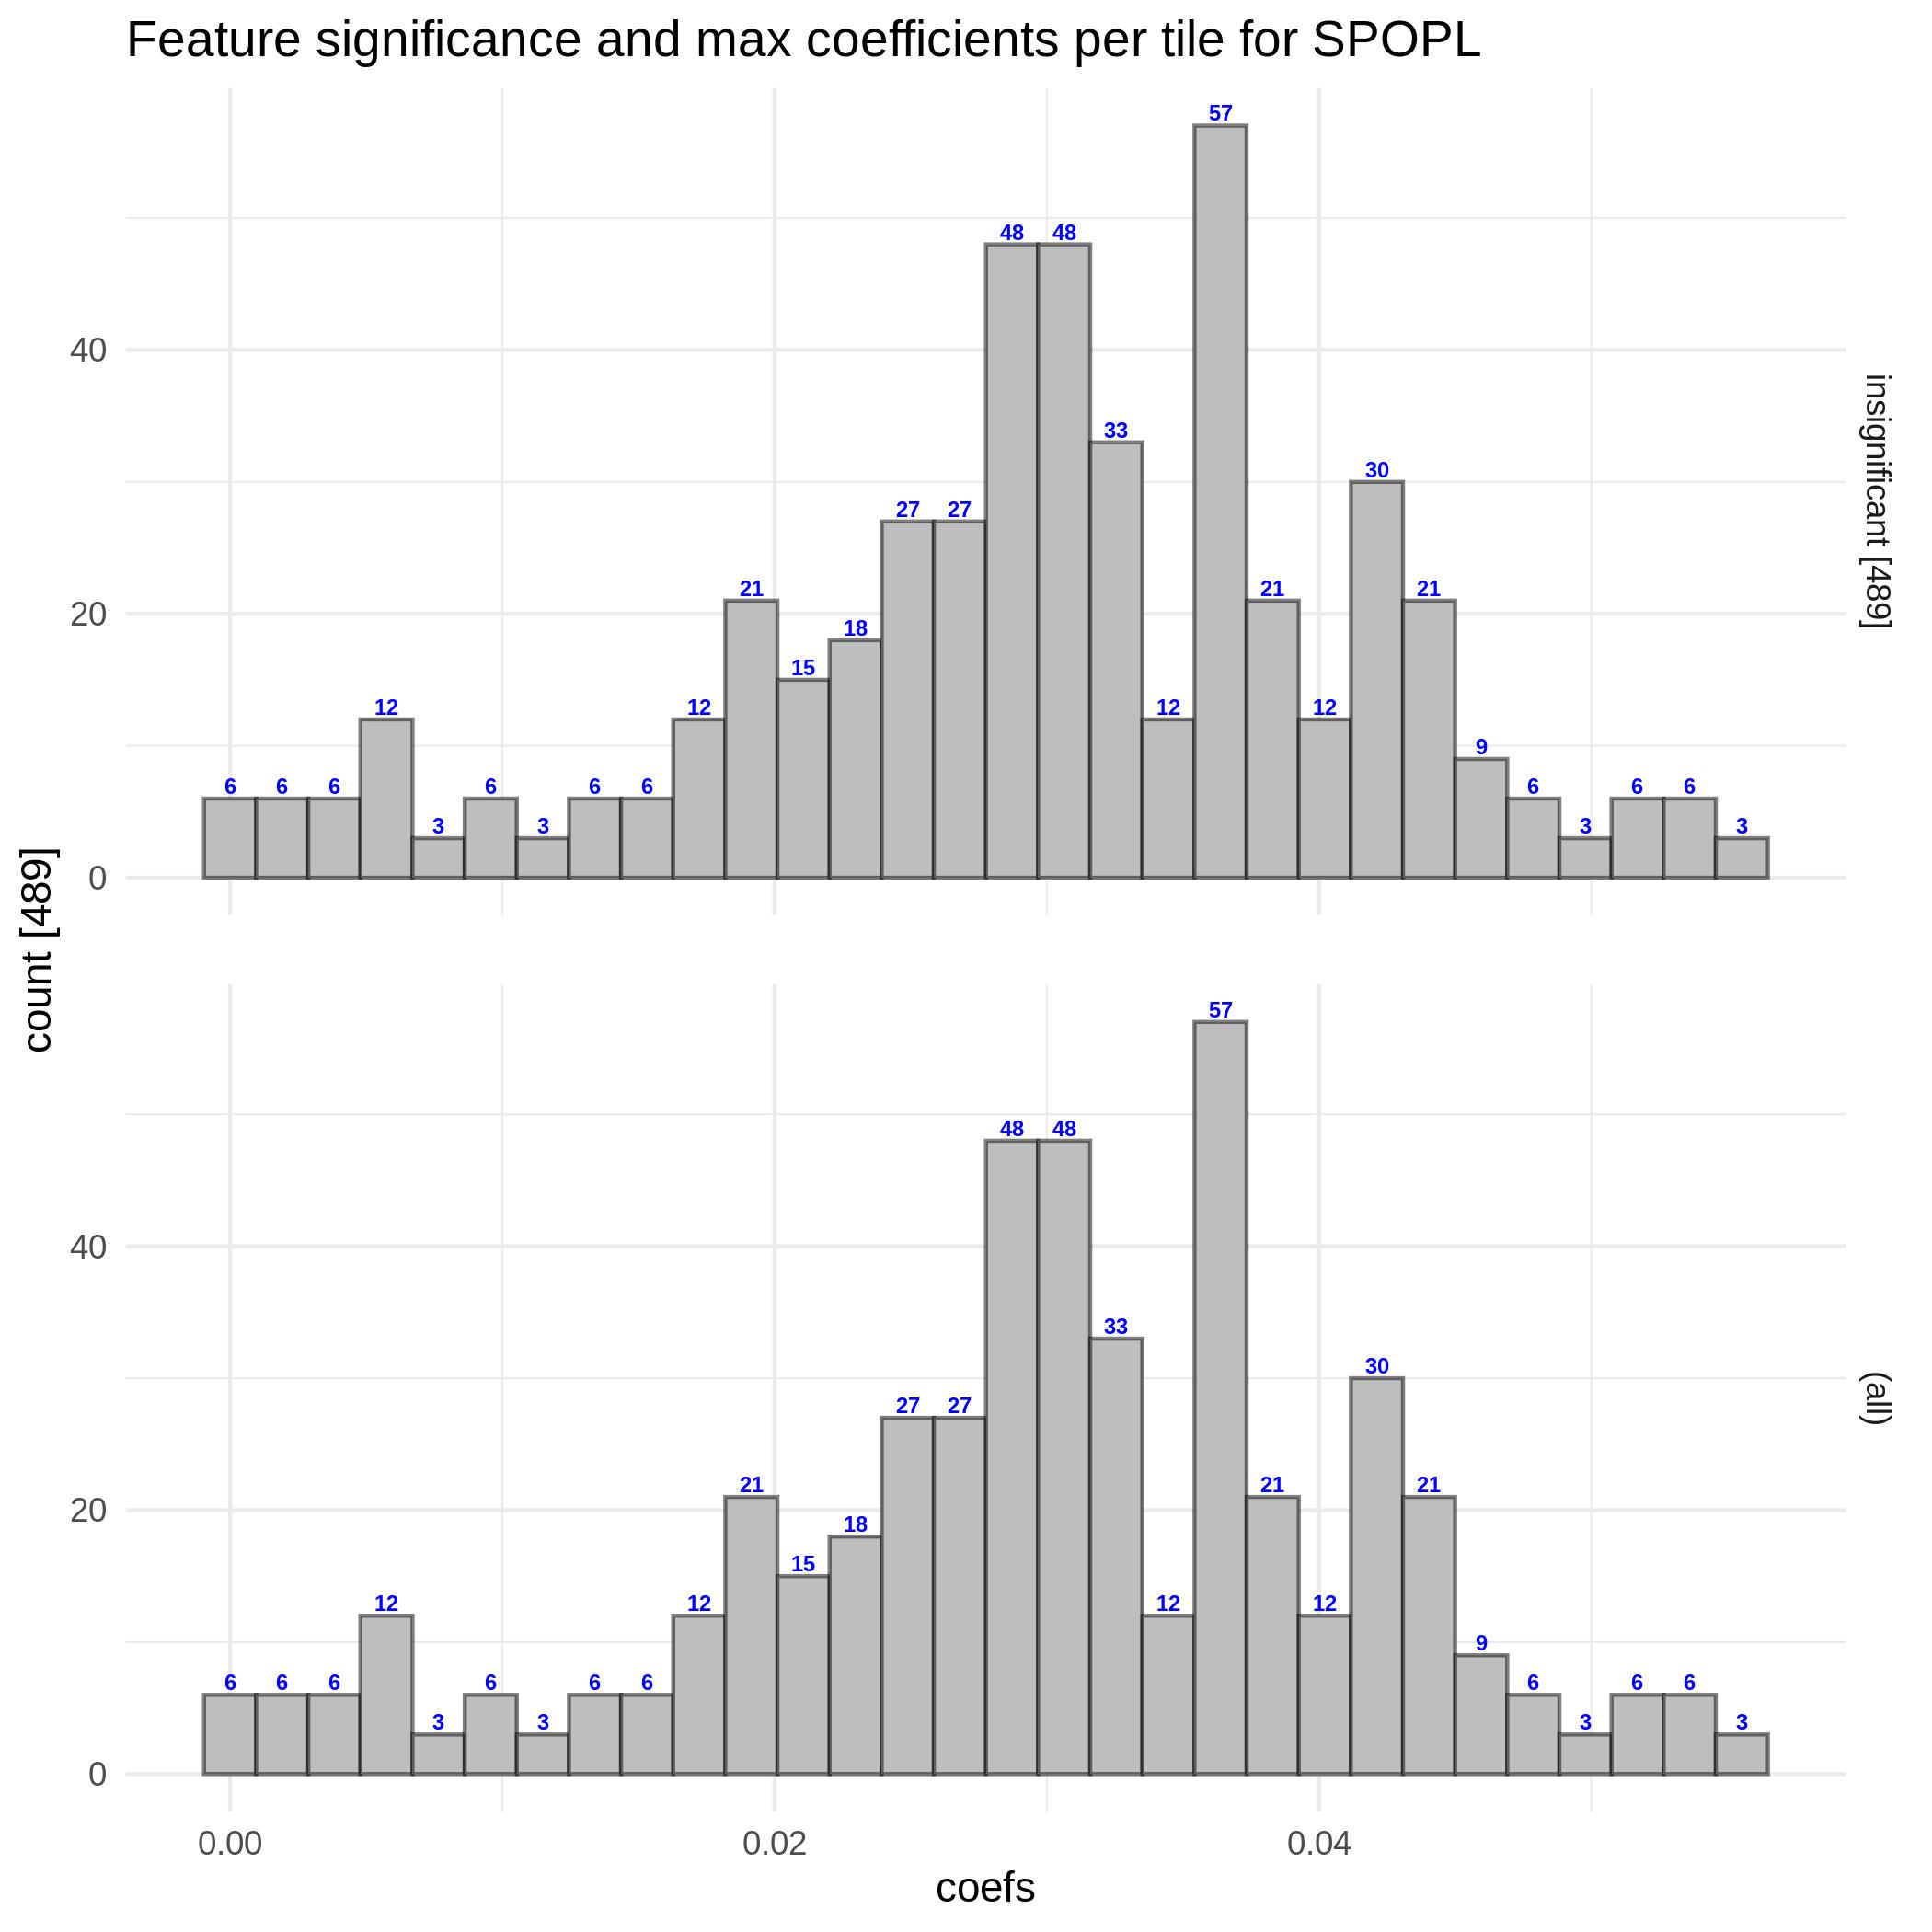 Feature significance and max coefficients per tile for SPOPL
57
48 48
40
33
30
27 27
21 21 21
20
18
15
12 12 12 12
9
6 6 6 6 6 6 6 6 6
3 3 3 3
0
insignificant [489]
count [489]
57
48 48
40
33
30
27 27
21 21 21
20
18
15
12 12 12 12
9
6 6 6 6 6 6 6 6 6
3 3 3 3
0
(all)
0.00 0.02 0.04
coefs